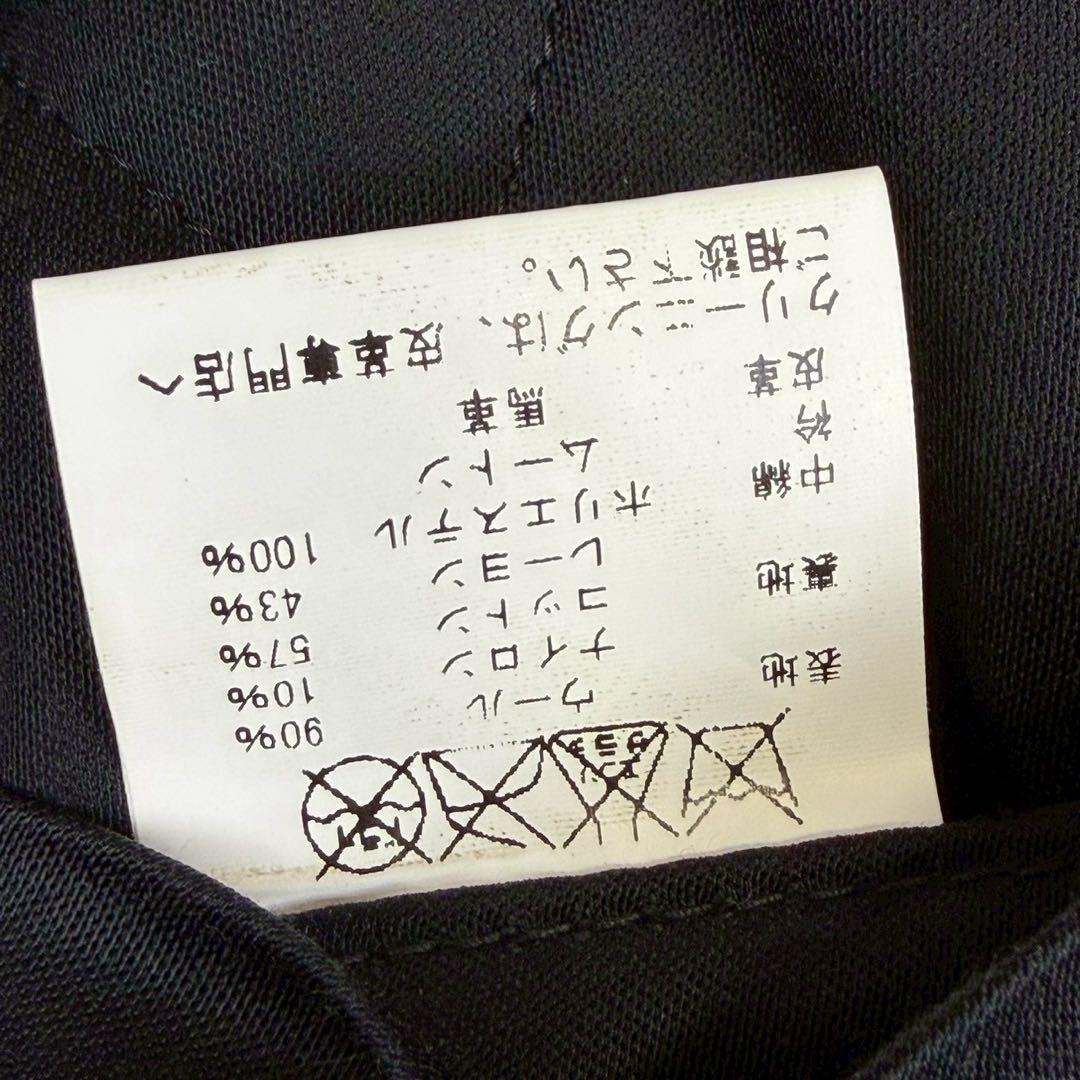 表地 ウール 90%
ナイロン 10%
裏地 コットン 57%
レーヨン 43%
中綿 ポリエステル 100%
衿 ムートン
皮革 馬革
クリーニングは、皮革専門店へ
ご相談下さい。